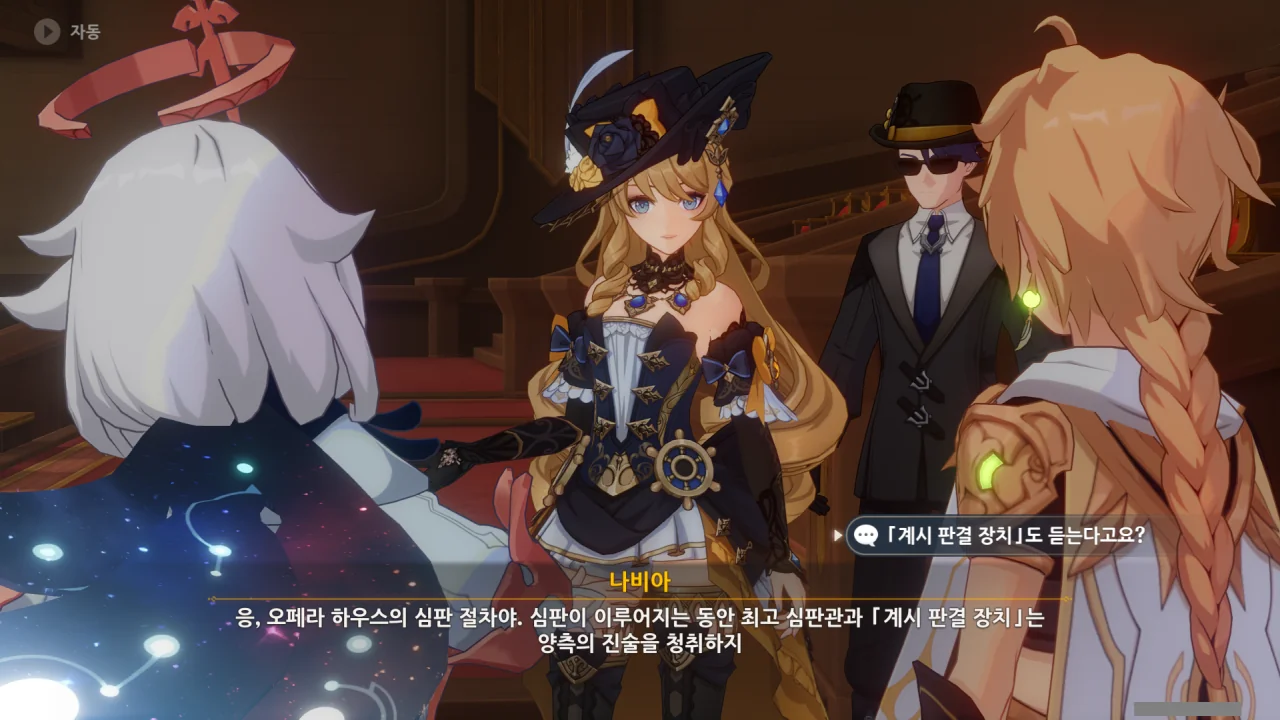 자동
「계시 판결 장치」도 듣는다고요?
나비아
응, 오페라 하우스의 심판 절차야. 심판이 이루어지는 동안 최고 심판관과 「계시 판결 장치」는
양측의 진술을 청취하지